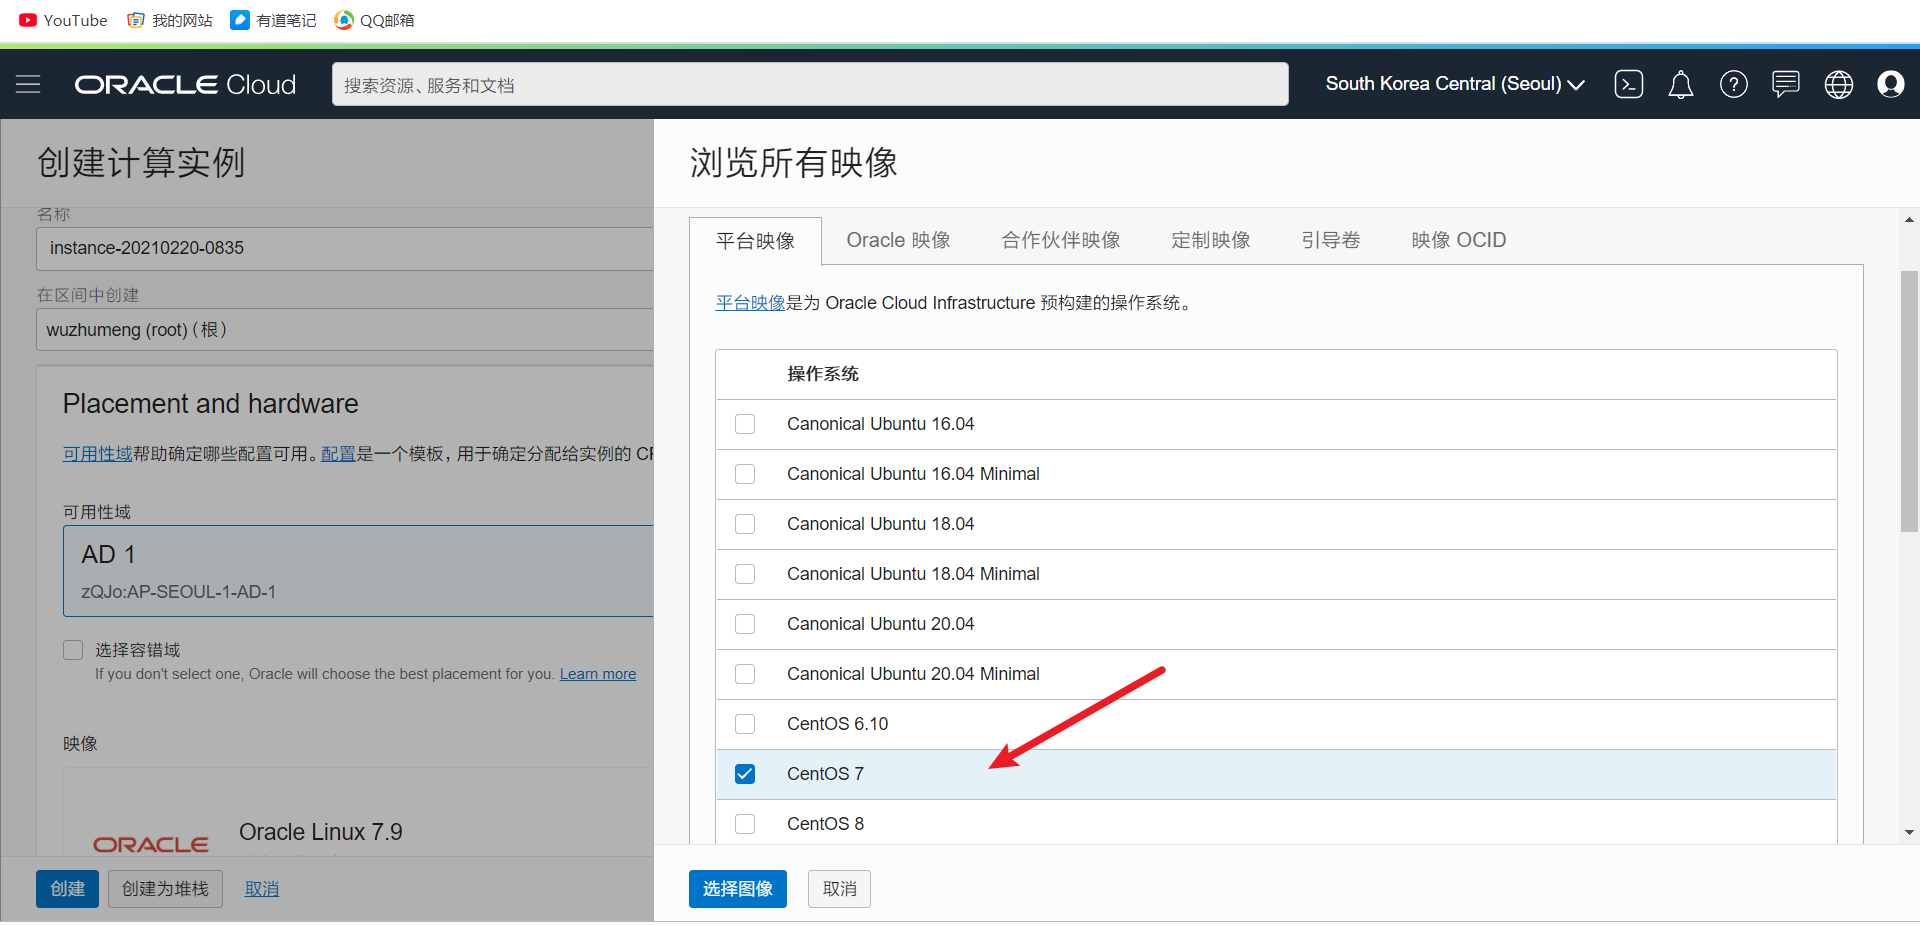 YouTube 我的网站 有道笔记 QQ邮箱
ORACLE Cloud
搜索资源、服务和文档
South Korea Central (Seoul)
创建计算实例
名称
instance-20210220-0835
在区间中创建
wuzhumeng (root) (根)
Placement and hardware
可用性域帮助确定哪些配置可用。配置是一个模板，用于确定分配给实例的
可用性域
AD 1
zQJo:AP-SEOUL-1-AD-1
选择容错域
If you don't select one, Oracle will choose the best placement for you. Learn more
映像
ORACLE
Oracle Linux 7.9
创建 创建为堆栈 取消
浏览所有映像
平台映像 Oracle 映像 合作伙伴映像 定制映像 引导卷 映像 OCID
平台映像是为 Oracle Cloud Infrastructure 预构建的操作系统。
操作系统
Canonical Ubuntu 16.04
Canonical Ubuntu 16.04 Minimal
Canonical Ubuntu 18.04
Canonical Ubuntu 18.04 Minimal
Canonical Ubuntu 20.04
Canonical Ubuntu 20.04 Minimal
CentOS 6.10
CentOS 7
CentOS 8
选择图像 取消